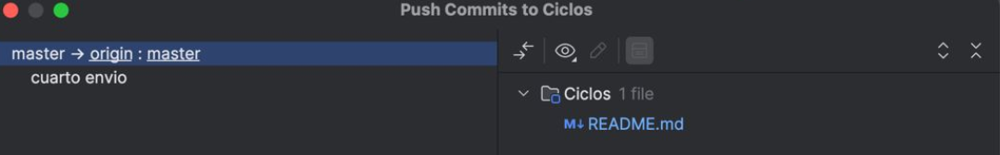 Push Commits to Ciclos
master → origin : master
cuarto envio
Ciclos 1 file
M↓ README.md